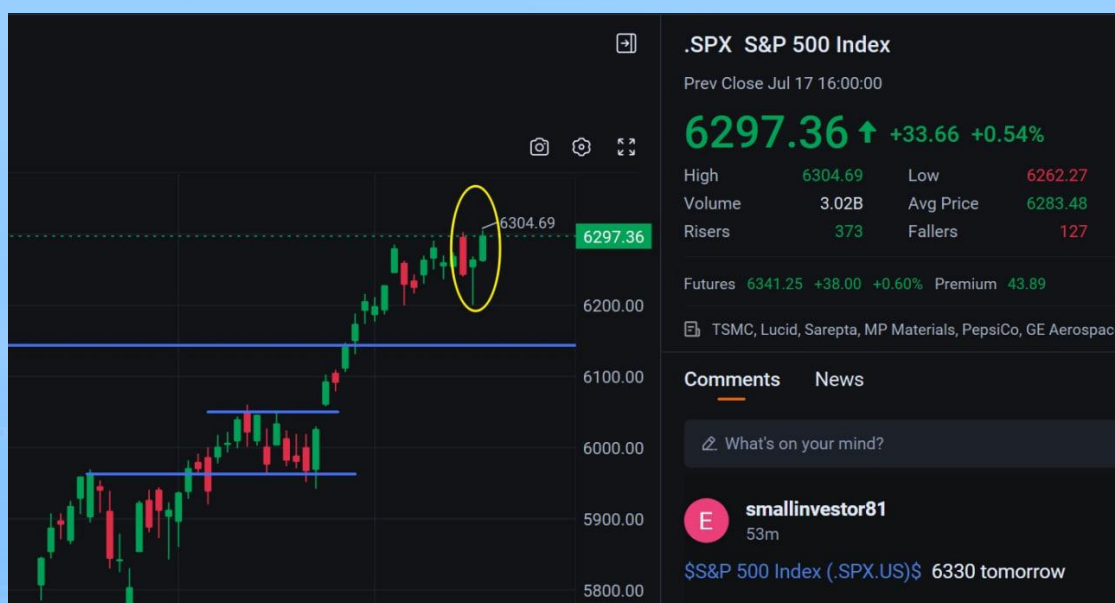 6304.69
6297.36
6200.00
6100.00
6000.00
5900.00
5800.00
.SPX S&P 500 Index
Prev Close Jul 17 16:00:00
6297.36 +33.66 +0.54%
High 6304.69 Low 6262.27
Volume 3.02B Avg Price 6283.48
Risers 373 Fallers 127
Futures 6341.25 +38.00 +0.60% Premium 43.89
TSMC, Lucid, Sarepta, MP Materials, PepsiCo, GE Aerospac
Comments News
What's on your mind?
E
smallinvestor81
53m
$S&P 500 Index (.SPX.US)$ 6330 tomorrow